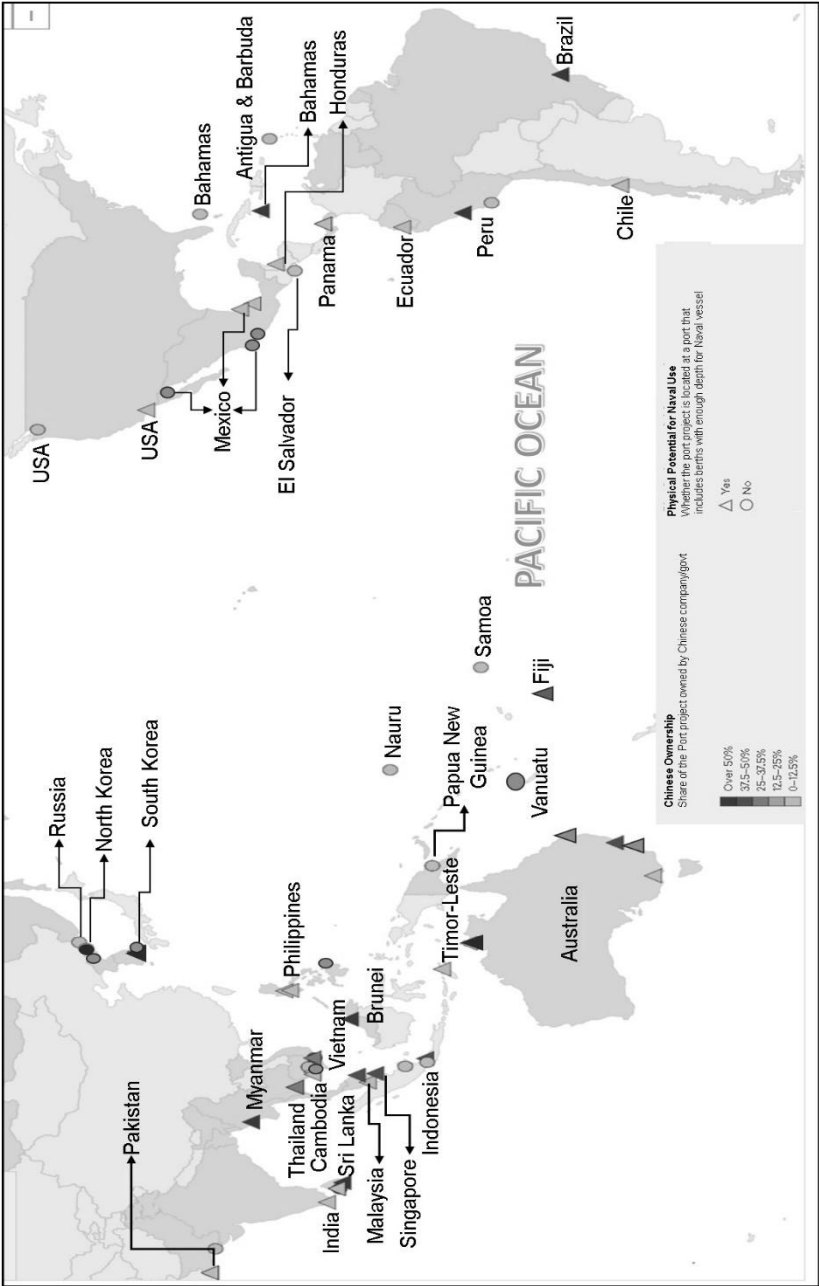 Russia
North Korea
South Korea
Pakistan
Myanmar
Thailand
Cambodia
Sri Lanka
India
Malaysia
Singapore
Indonesia
Vietnam
Philippines
Brunei
Timor-Leste
Papua New
Guinea
Nauru
Samoa
Fiji
Vanuatu
Australia
PACIFIC OCEAN
USA
USA
Mexico
El Salvador
Bahamas
Antigua & Barbuda
Bahamas
Honduras
Panama
Ecuador
Peru
Chile
Brazil
Chinese Ownership
Share of the Port project owned by Chinese company/govt
Over 50%
37.5–50%
25–37.5%
12.5–25%
0–12.5%
Physical Potential for Naval Use
Whether the port project is located at a port that
includes berths with enough depth for Naval vessel
Yes
No